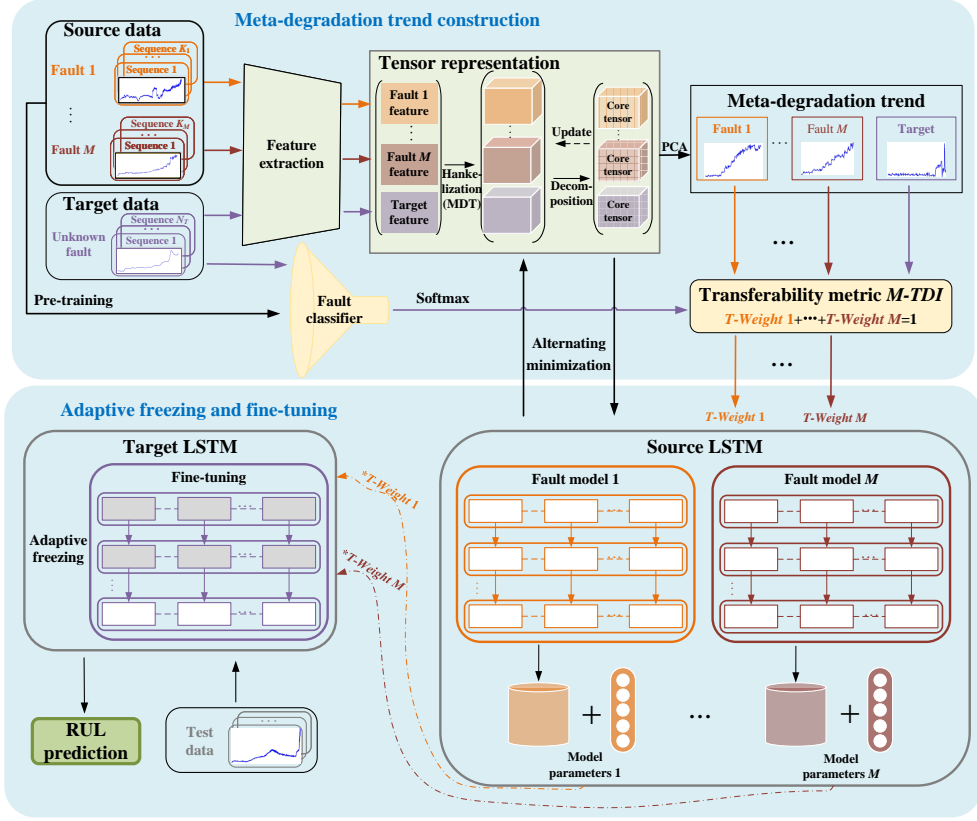 Meta-degradation trend construction
Source data
Sequence K1
...
Sequence 1
Fault 1
⋮
Sequence KM
...
Sequence 1
Fault M
Target data
Sequence NT
...
Sequence 1
Unknown
fault
Pre-training
Feature
extraction
Fault
classifier
Softmax
Tensor representation
Fault 1
feature
⋮
Fault M
feature
Target
feature
Hanke-
lization
(MDT)
Update
Decom-
position
Core
tensor
Core
tensor
Core
tensor
PCA
Meta-degradation trend
Fault 1
...
Fault M
Target
...
Transferability metric M-TDI
T-Weight 1+···+T-Weight M=1
...
T-Weight 1
T-Weight M
Alternating
minimization
Adaptive freezing and fine-tuning
Target LSTM
Fine-tuning
Adaptive
freezing
...
...
⋮
...
*T-Weight 1
*T-Weight M
RUL
prediction
Test
data
...
Source LSTM
Fault model 1
...
...
⋮
...
Fault model M
...
...
⋮
...
+
...
+
Model
parameters 1
Model
parameters M